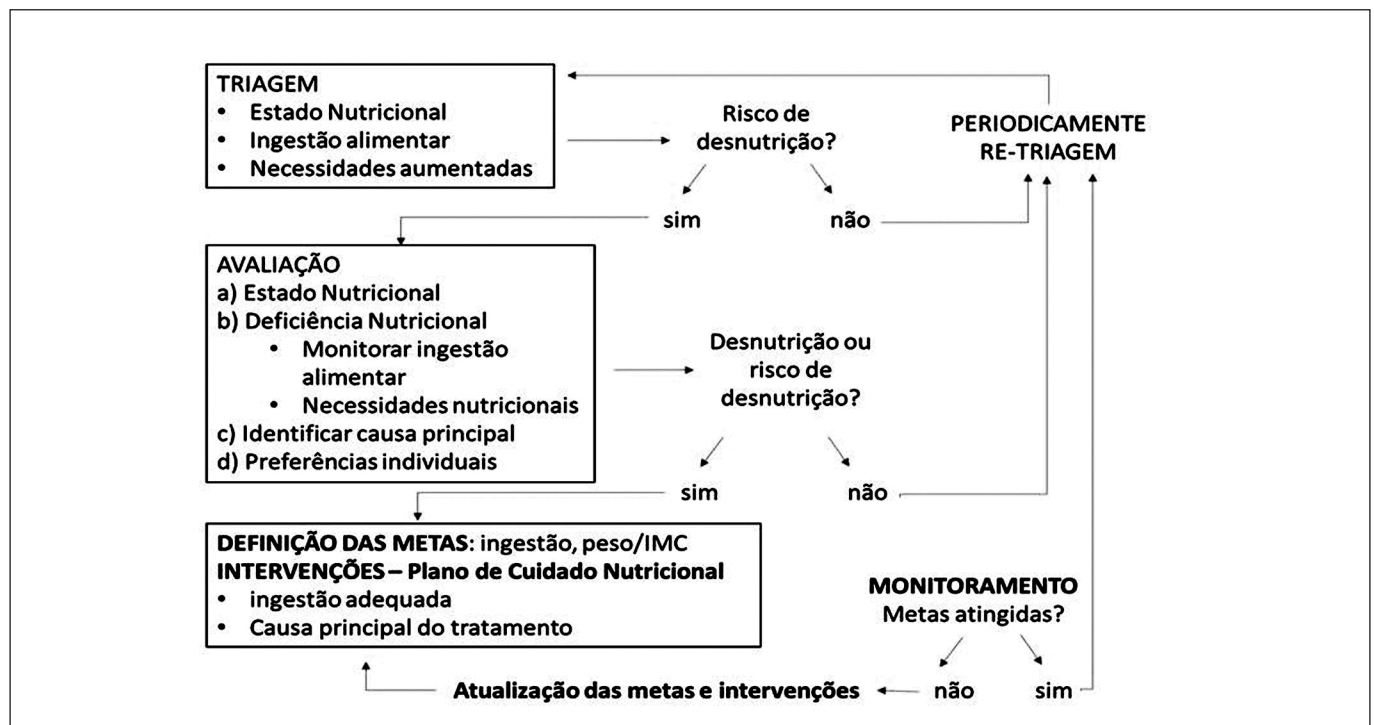 TRIAGEM
• Estado Nutricional
• Ingestão alimentar
• Necessidades aumentadas
Risco de
desnutrição?
PERIODICAMENTE
RE-TRIAGEM
sim
não
AVALIAÇÃO
a) Estado Nutricional
b) Deficiência Nutricional
• Monitorar ingestão
alimentar
• Necessidades nutricionais
c) Identificar causa principal
d) Preferências individuais
Desnutrição ou
risco de
desnutrição?
sim
não
DEFINIÇÃO DAS METAS: ingestão, peso/IMC
INTERVENÇÕES – Plano de Cuidado Nutricional
• ingestão adequada
• Causa principal do tratamento
MONITORAMENTO
Metas atingidas?
Atualização das metas e intervenções
não
sim